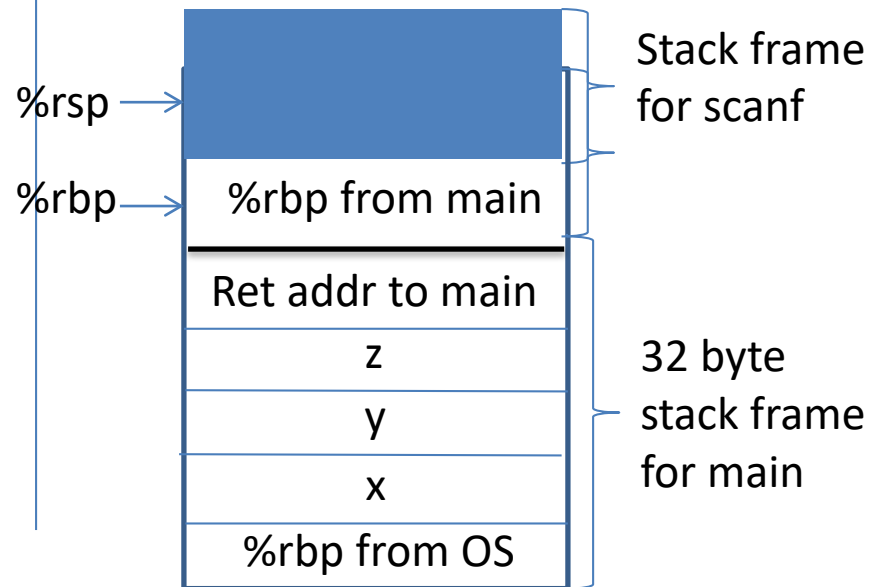 Stack frame
for scanf
%rsp
%rbp
%rbp from main
Ret addr to main
z
y
x
%rbp from OS
32 byte
stack frame
for main